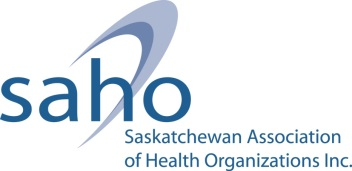 saho
Saskatchewan Association
of Health Organizations Inc.